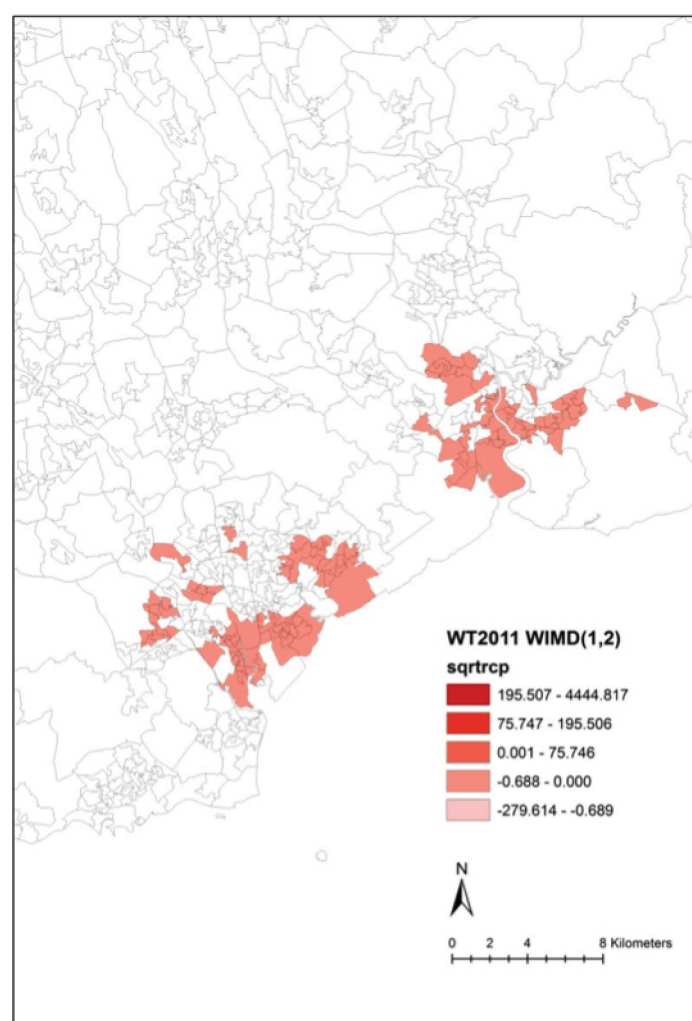 WT2011 WIMD(1,2)
sqrtrcp
195.507 - 4444.817
75.747 - 195.506
0.001 - 75.746
-0.688 - 0.000
-279.614 - -0.689
N
0 2 4 8 Kilometers